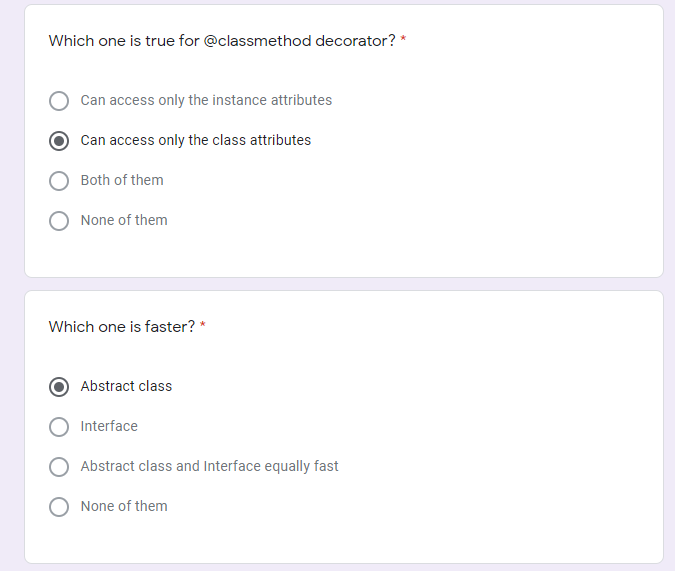 Which one is true for @classmethod decorator? *
Can access only the instance attributes
Can access only the class attributes
Both of them
None of them
Which one is faster? *
Abstract class
Interface
Abstract class and Interface equally fast
None of them